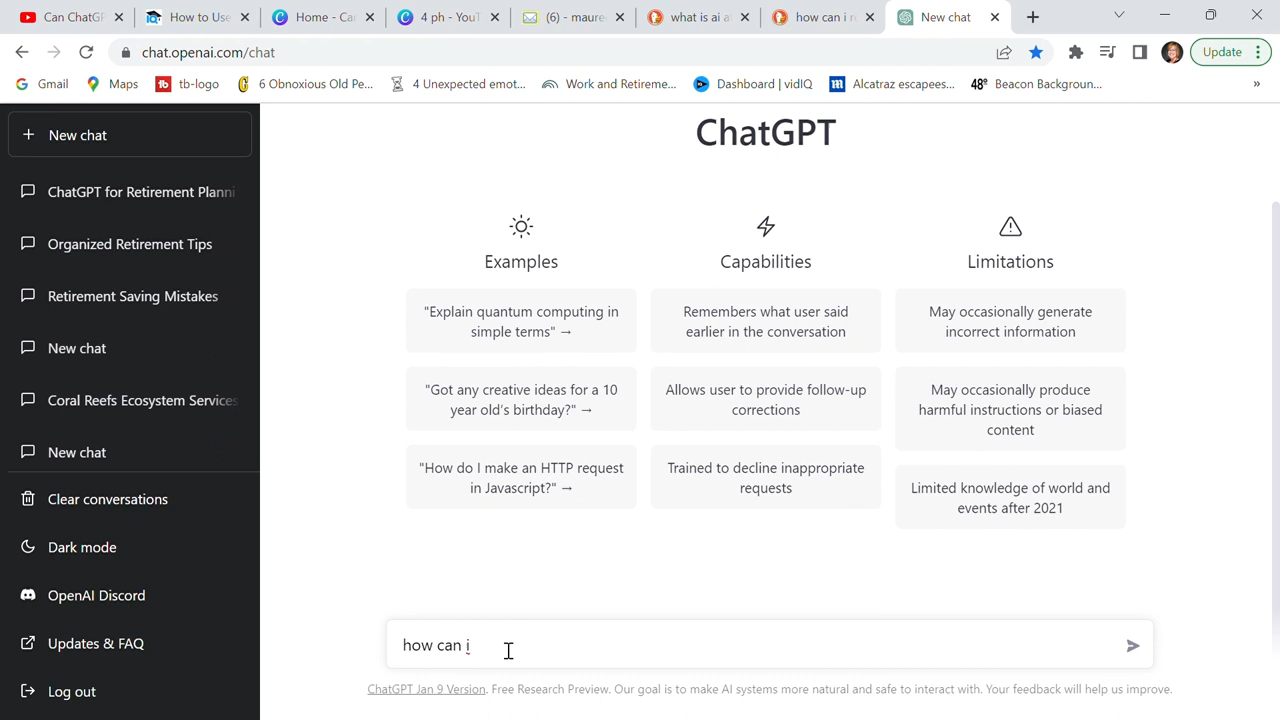 Can ChatG
How to Use
Home - Ca
4 ph - YouT
(6) - maure
what is ai a
how can i r
New chat
chat.openai.com/chat
Update
Gmail
Maps
tb-logo
6 Obnoxious Old Pe...
4 Unexpected emot...
Work and Retireme...
Dashboard | vidIQ
Alcatraz escapees...
48º Beacon Backgroun...
»
New chat
ChatGPT for Retirement Planni
Organized Retirement Tips
Retirement Saving Mistakes
New chat
Coral Reefs Ecosystem Services
New chat
Clear conversations
Dark mode
OpenAI Discord
Updates & FAQ
Log out
ChatGPT
Examples
"Explain quantum computing in
simple terms" →
"Got any creative ideas for a 10
year old's birthday?" →
"How do I make an HTTP request
in Javascript?" →
Capabilities
Remembers what user said
earlier in the conversation
Allows user to provide follow-up
corrections
Trained to decline inappropriate
requests
Limitations
May occasionally generate
incorrect information
May occasionally produce
harmful instructions or biased
content
Limited knowledge of world and
events after 2021
how can i
ChatGPT Jan 9 Version. Free Research Preview. Our goal is to make AI systems more natural and safe to interact with. Your feedback will help us improve.